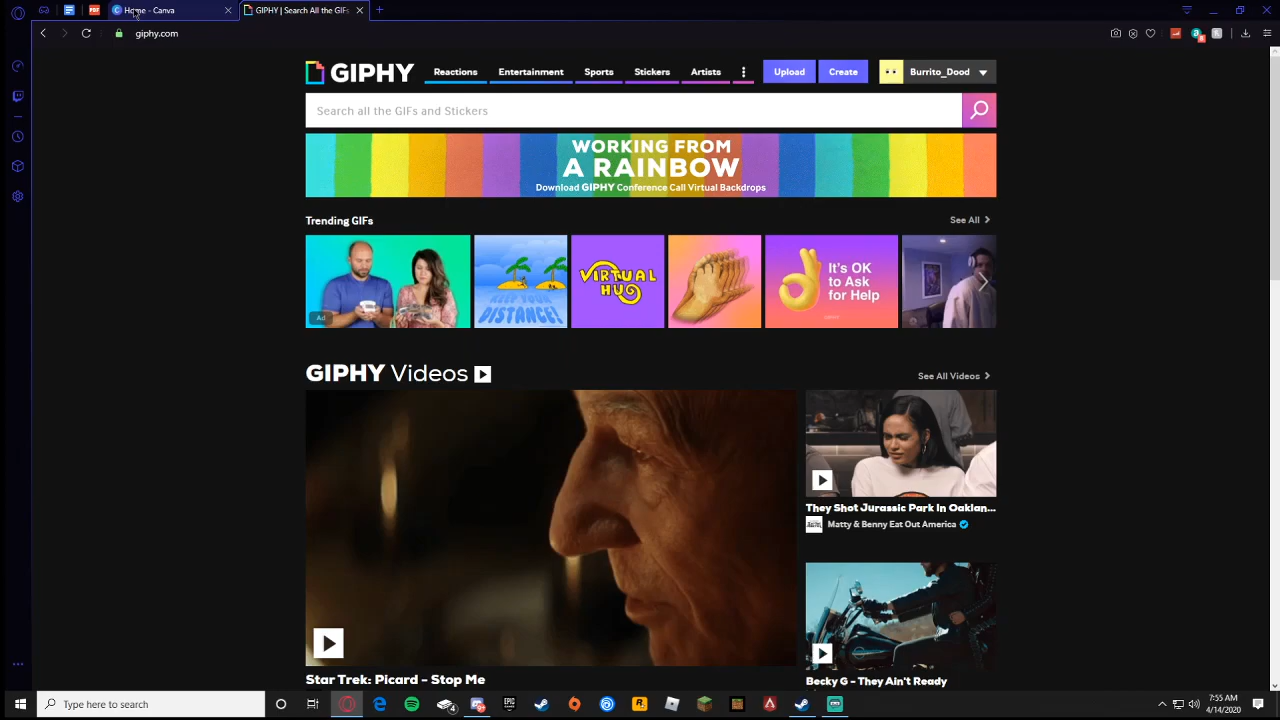 Home - Canva
GIPHY | Search All the GIFs
giphy.com
GIPHY
Reactions
Entertainment
Sports
Stickers
Artists
Upload
Create
Burrito_Dood
Search all the GIFs and Stickers
WORKING FROM
A RAINBOW
Download GIPHY Conference Call Virtual Backdrops
Trending GIFs
See All
Ad
KEEP YOUR
DISTANCE!
VIRTUAL
HUG
It's OK
to Ask
for Help
GIPHY Videos
See All Videos
They Shot Jurassic Park In Oaklan...
Matty & Benny Eat Out America
Star Trek: Picard - Stop Me
Becky G - They Ain't Ready
Type here to search
7:55 AM
4/14/2020